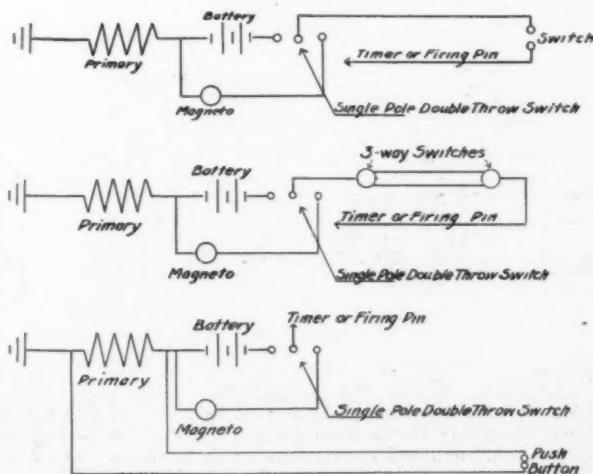 Battery
Primary
Switch
Timer or Firing Pin
Magneto
Single Pole Double Throw Switch
3-way Switches
Battery
Primary
Timer or Firing Pin
Magneto
Single Pole Double Throw Switch
Timer or Firing Pin
Battery
Primary
Single Pole Double Throw Switch
Magneto
Push
Button